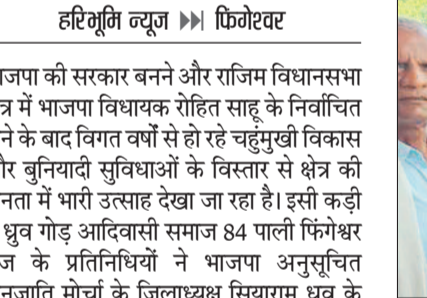 हरिभूमि न्यूज ▶▶ फिंगेश्वर
ाजपा की सरकार बनने और राजिम विधानसभा
त्र में भाजपा विधायक रोहित साहू के निर्वाचित
ने के बाद विगत वर्षों से हो रहे चहुंमुखी विकास
र बुनियादी सुविधाओं के विस्तार से क्षेत्र की
नता में भारी उत्साह देखा जा रहा है। इसी कड़ी
ध्रुव गोड़ आदिवासी समाज 84 पाली फिंगेश्वर
ज के प्रतिनिधियों ने भाजपा अनुसूचित
नजाति मोर्चा के जिलाध्यक्ष सियाराम ध्रुव के